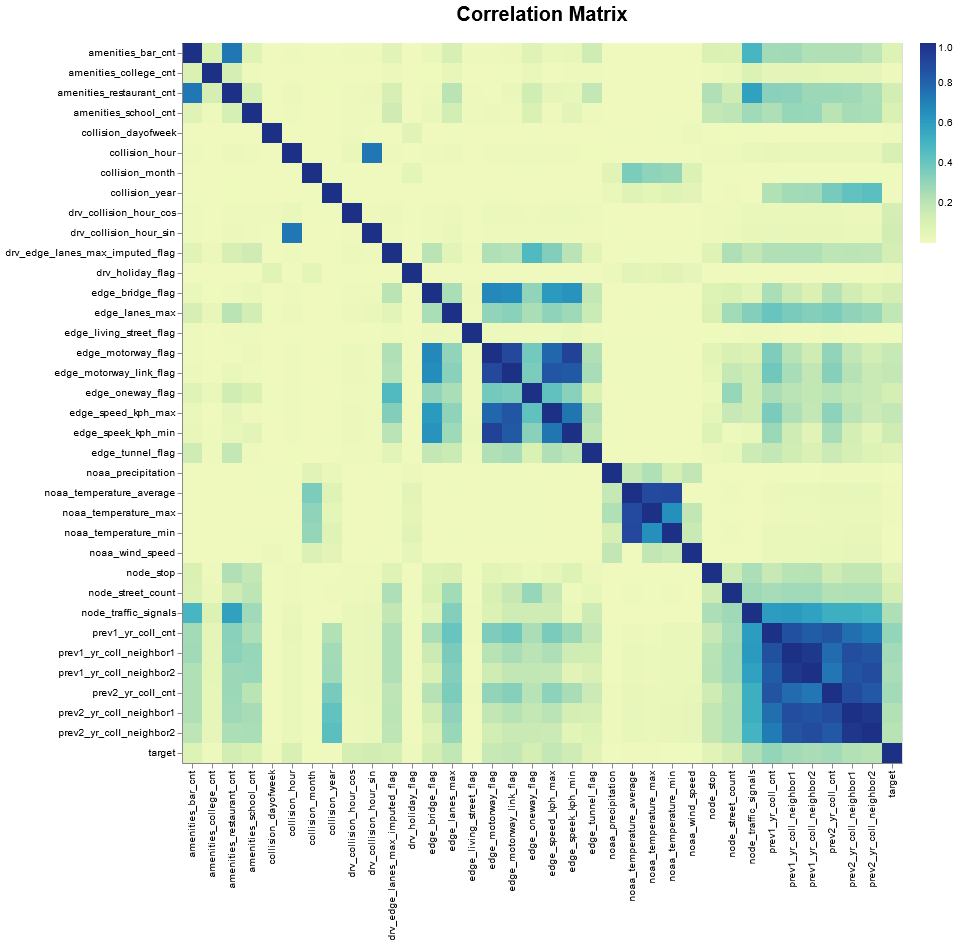 Correlation Matrix
amenities_bar_cnt
amenities_college_cnt
amenities_restaurant_cnt
amenities_school_cnt
collision_dayofweek
collision_hour
collision_month
collision_year
drv_collision_hour_cos
drv_collision_hour_sin
drv_edge_lanes_max_imputed_flag
drv_holiday_flag
edge_bridge_flag
edge_lanes_max
edge_living_street_flag
edge_motorway_flag
edge_motorway_link_flag
edge_oneway_flag
edge_speed_kph_max
edge_speek_kph_min
edge_tunnel_flag
noaa_precipitation
noaa_temperature_average
noaa_temperature_max
noaa_temperature_min
noaa_wind_speed
node_stop
node_street_count
node_traffic_signals
prev1_yr_coll_cnt
prev1_yr_coll_neighbor1
prev1_yr_coll_neighbor2
prev2_yr_coll_cnt
prev2_yr_coll_neighbor1
prev2_yr_coll_neighbor2
target
amenities_bar_cnt
amenities_college_cnt
amenities_restaurant_cnt
amenities_school_cnt
collision_dayofweek
collision_hour
collision_month
collision_year
drv_collision_hour_cos
drv_collision_hour_sin
drv_edge_lanes_max_imputed_flag
drv_holiday_flag
edge_bridge_flag
edge_lanes_max
edge_living_street_flag
edge_motorway_flag
edge_motorway_link_flag
edge_oneway_flag
edge_speed_kph_max
edge_speek_kph_min
edge_tunnel_flag
noaa_precipitation
noaa_temperature_average
noaa_temperature_max
noaa_temperature_min
noaa_wind_speed
node_stop
node_street_count
node_traffic_signals
prev1_yr_coll_cnt
prev1_yr_coll_neighbor1
prev1_yr_coll_neighbor2
prev2_yr_coll_cnt
prev2_yr_coll_neighbor1
prev2_yr_coll_neighbor2
target
1.0
0.8
0.6
0.4
0.2